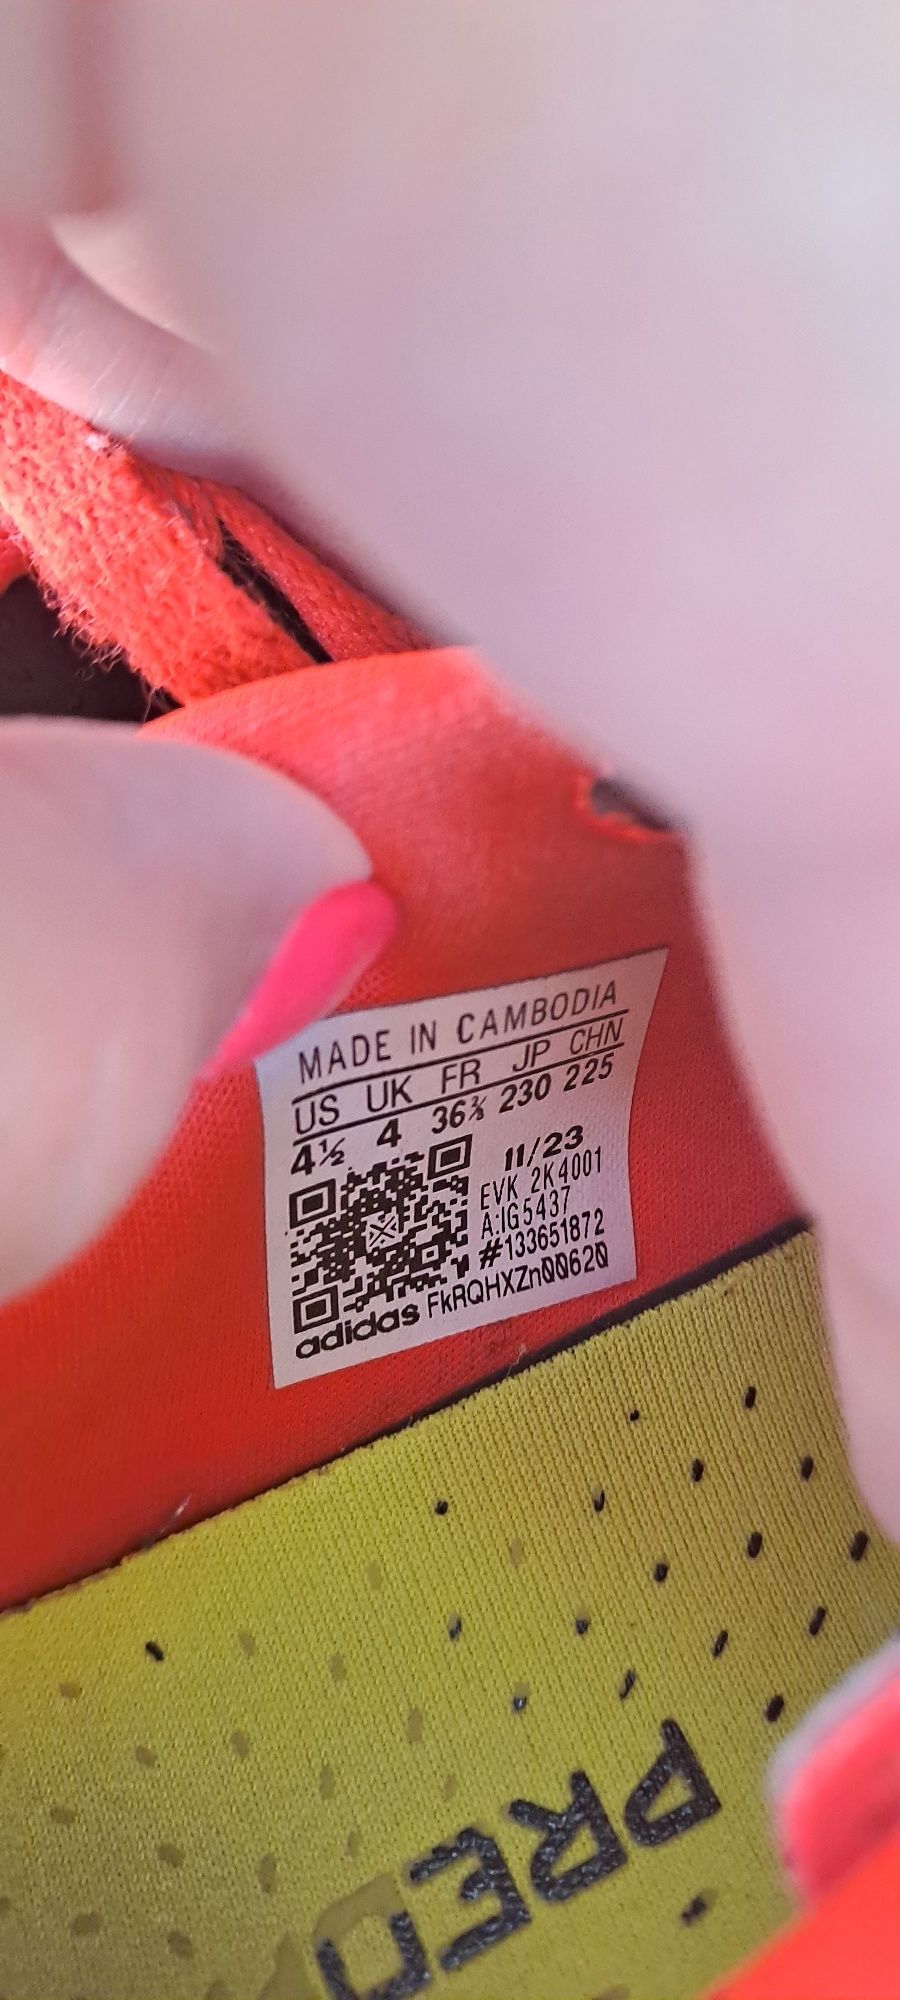 MADE IN CAMBODIA
US UK FR JP CHN
4½ 4 36⅔ 230 225
11/23
EVK 2K4001
A:IG5437
#133651872
adidas FkRQHXZn00620
PRED